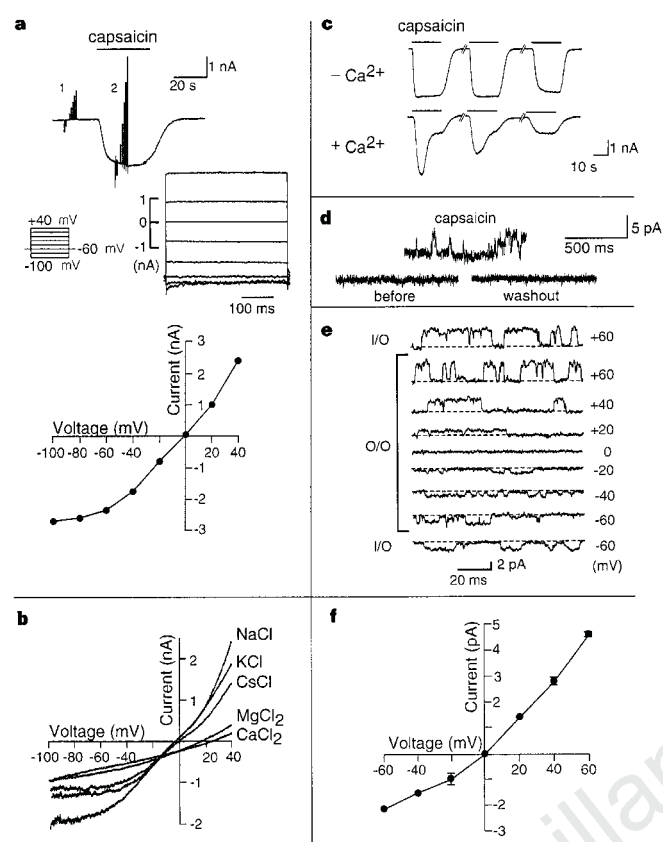 a
capsaicin
1
2
1 nA
20 s
+40 mV
-60 mV
-100 mV
1
0
-1
(nA)
100 ms
Current (nA)
3
2
1
Voltage (mV)
-100 -80 -60 -40 -20 0 20 40
-1
-2
-3
b
Current (nA)
NaCl
2
KCl
CsCl
1
MgCl2
Voltage (mV)
CaCl2
-100 -80 -60 -40 -20 0 20 40
-1
-2
c
capsaicin
− Ca2+
+ Ca2+
1 nA
10 s
d
capsaicin
5 pA
500 ms
before
washout
e
I/O
+60
+60
+40
+20
O/O
0
-20
-40
-60
I/O
-60
2 pA
(mV)
20 ms
f
Current (pA)
5
4
3
2
1
Voltage (mV)
-60 -40 -20 0 20 40 60
-1
-2
-3